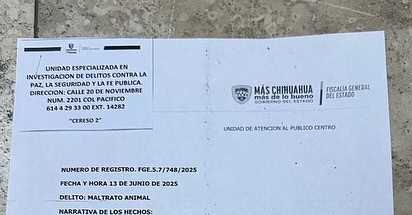 UNIDAD ESPECIALIZADA EN
INVESTIGACION DE DELITOS CONTRA LA
PAZ, LA SEGURIDAD Y LA FE PUBLICA.
DIRECCION: CALLE 20 DE NOVIEMBRE
NUM. 2201 COL PACIFICO
614 4 29 33 00 EXT. 14282
"CERESO 2"
MÁS CHIHUAHUA
más de lo bueno
GOBIERNO DEL ESTADO
FISCALÍA GENERAL
DEL ESTADO
UNIDAD DE ATENCION AL PUBLICO CENTRO
NUMERO DE REGISTRO. FGE.S.7/748/2025
FECHA Y HORA 13 DE JUNIO DE 2025
DELITO: MALTRATO ANIMAL
NARRATIVA DE LOS HECHOS: